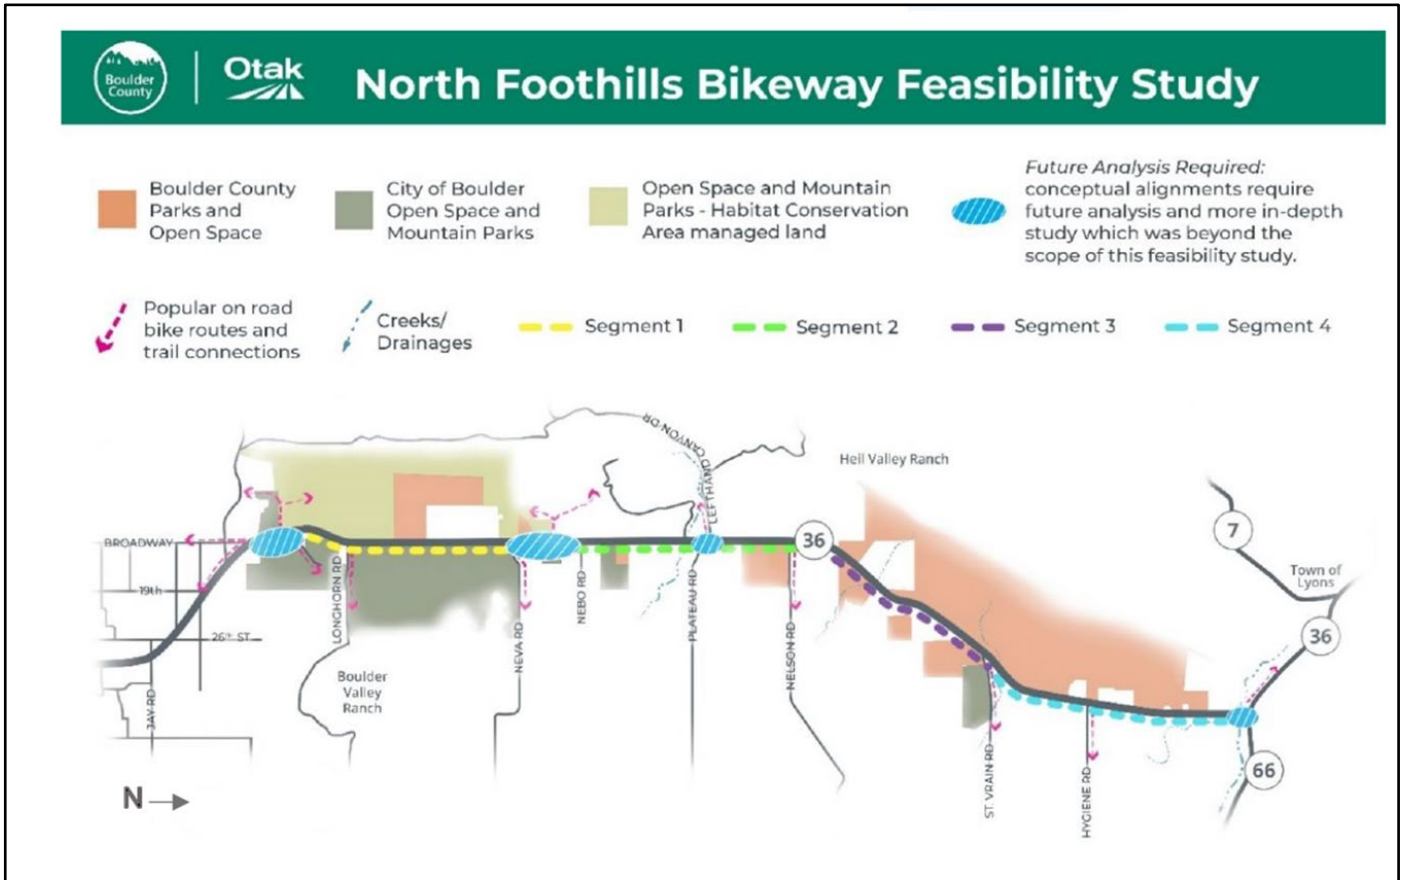 Boulder
County
Otak
North Foothills Bikeway Feasibility Study
Boulder County
Parks and
Open Space
City of Boulder
Open Space and
Mountain Parks
Open Space and Mountain
Parks - Habitat Conservation
Area managed land
Future Analysis Required:
conceptual alignments require
future analysis and more in-depth
study which was beyond the
scope of this feasibility study.
Popular on road
bike routes and
trail connections
Creeks/
Drainages
Segment 1
Segment 2
Segment 3
Segment 4
BROADWAY
19th
26th ST
JAY RD
LONGHORN RD
Boulder
Valley
Ranch
NEVA RD
NEBO RD
LEFTHAND CANYON DR
PLATEAU RD
NELSON RD
36
Heil Valley Ranch
ST. VRAIN RD
HYGIENE RD
7
Town of
Lyons
36
66
N